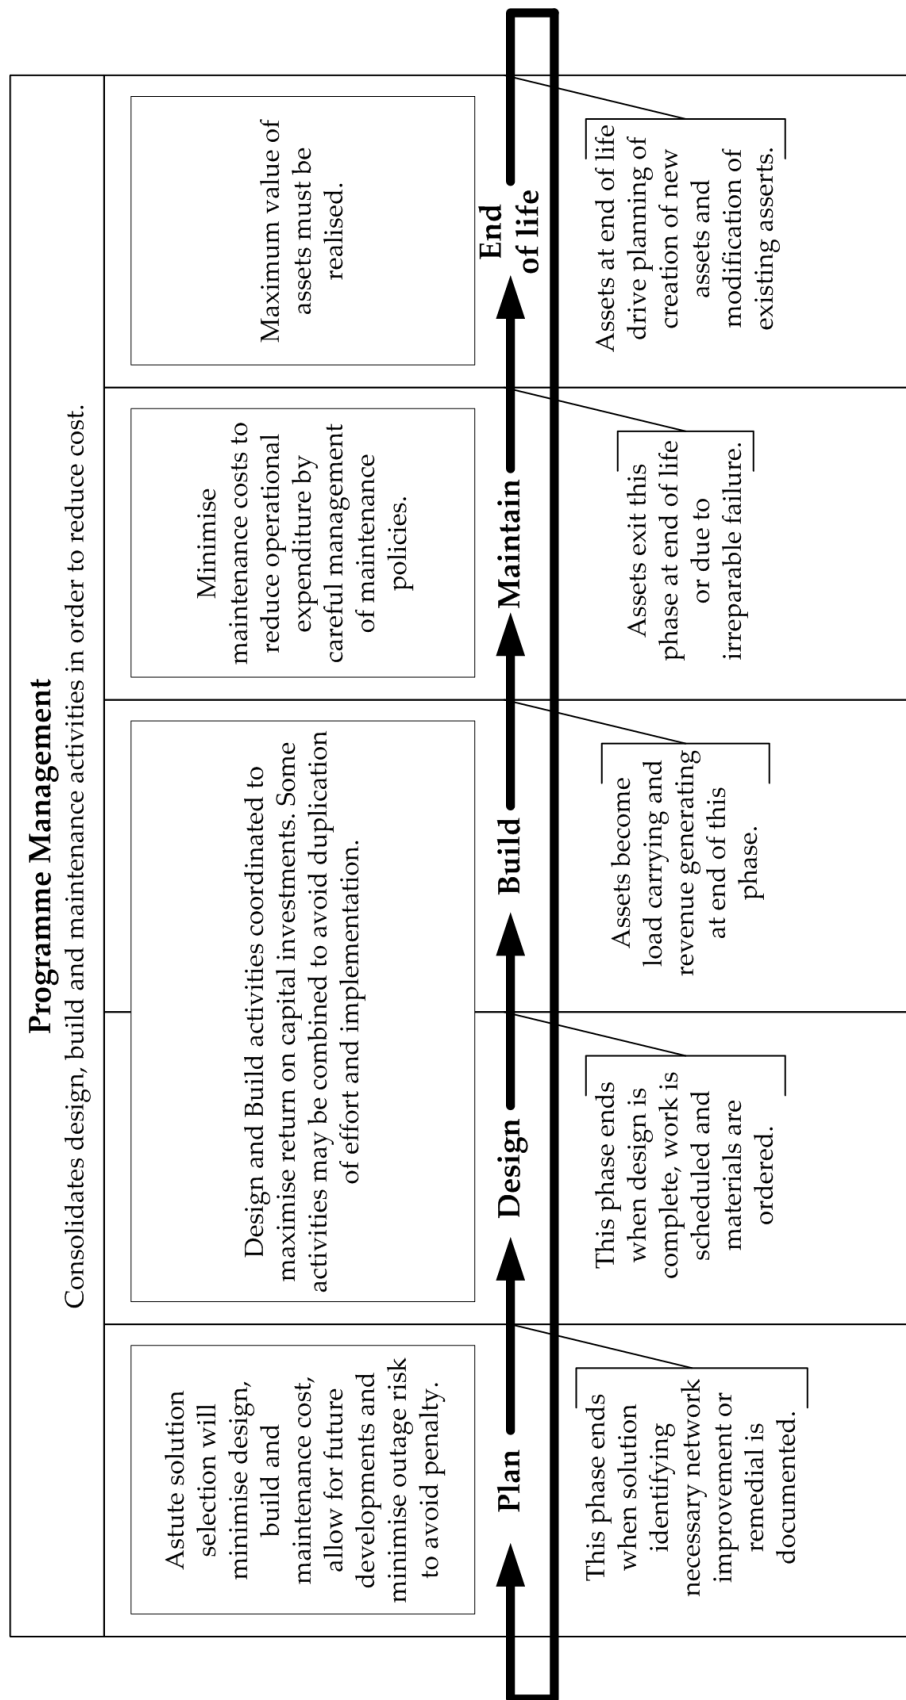 Programme Management
Consolidates design, build and maintenance activities in order to reduce cost.
Astute solution
selection will
minimise design,
build and
maintenance cost,
allow for future
developments and
minimise outage risk
to avoid penalty.
Design and Build activities coordinated to
maximise return on capital investments. Some
activities may be combined to avoid duplication
of effort and implementation.
Minimise
maintenance costs to
reduce operational
expenditure by
careful management
of maintenance
policies.
Maximum value of
assets must be
realised.
Plan
Design
Build
Maintain
End
of life
This phase ends
when solution
identifying
necessary network
improvement or
remedial is
documented.
This phase ends
when design is
complete, work is
scheduled and
materials are
ordered.
Assets become
load carrying and
revenue generating
at end of this
phase.
Assets exit this
phase at end of life
or due to
irreparable failure.
Assets at end of life
drive planning of
creation of new
assets and
modification of
existing asserts.